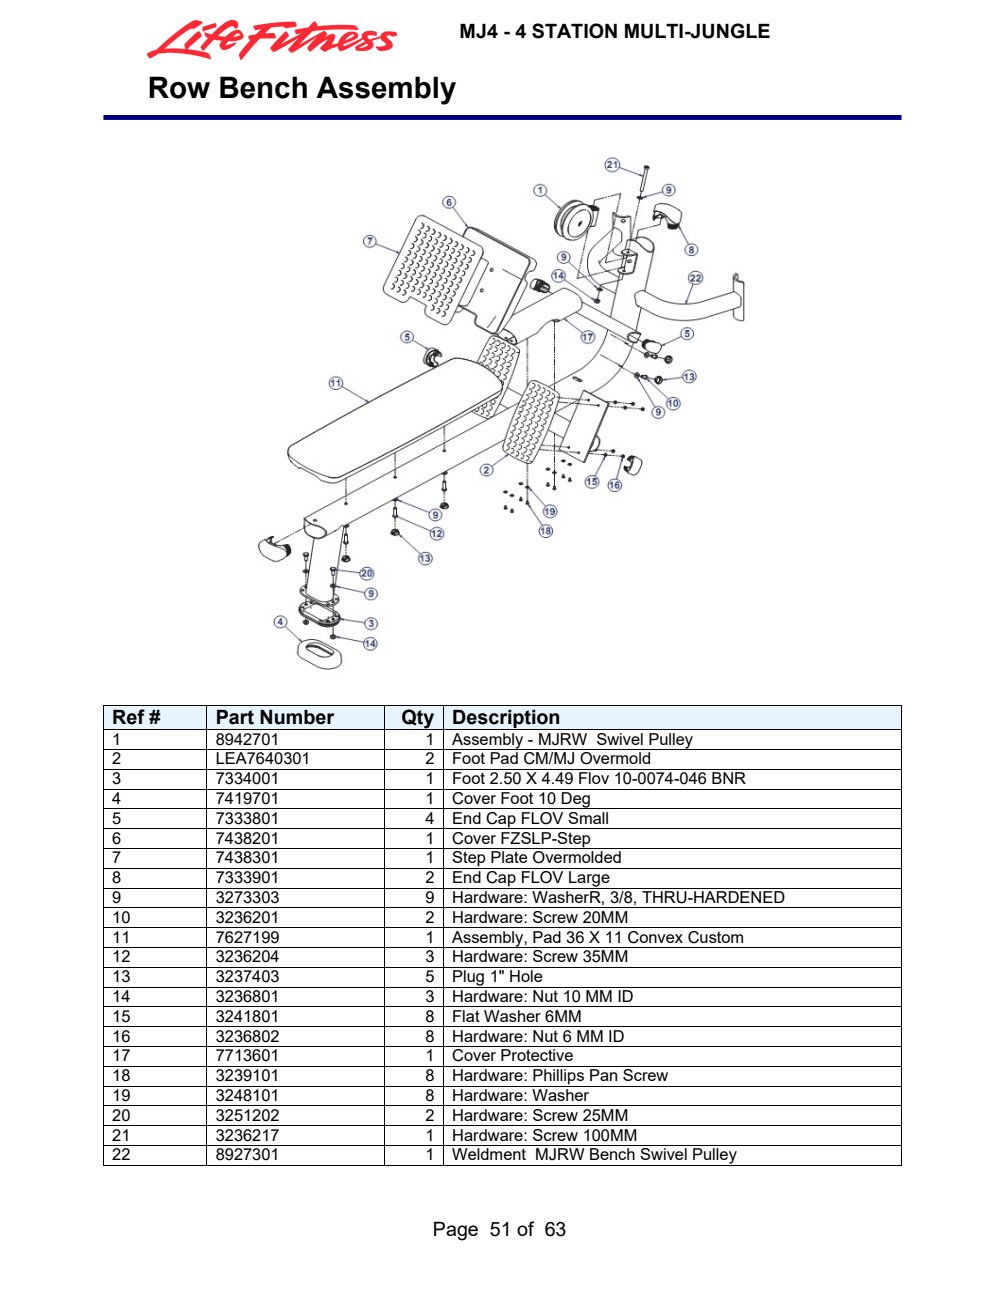 Life Fitness
MJ4 - 4 STATION MULTI-JUNGLE
Row Bench Assembly
21
1
9
6
8
7
9
14
22
5
17
5
13
11
10
9
2
15
16
19
9
18
12
13
20
9
4
3
14
Ref # Part Number Qty Description
1 8942701 1 Assembly - MJRW  Swivel Pulley
2 LEA7640301 2 Foot Pad CM/MJ Overmold
3 7334001 1 Foot 2.50 X 4.49 Flov 10-0074-046 BNR
4 7419701 1 Cover Foot 10 Deg
5 7333801 4 End Cap FLOV Small
6 7438201 1 Cover FZSLP-Step
7 7438301 1 Step Plate Overmolded
8 7333901 2 End Cap FLOV Large
9 3273303 9 Hardware: WasherR, 3/8, THRU-HARDENED
10 3236201 2 Hardware: Screw 20MM
11 7627199 1 Assembly, Pad 36 X 11 Convex Custom
12 3236204 3 Hardware: Screw 35MM
13 3237403 5 Plug 1" Hole
14 3236801 3 Hardware: Nut 10 MM ID
15 3241801 8 Flat Washer 6MM
16 3236802 8 Hardware: Nut 6 MM ID
17 7713601 1 Cover Protective
18 3239101 8 Hardware: Phillips Pan Screw
19 3248101 8 Hardware: Washer
20 3251202 2 Hardware: Screw 25MM
21 3236217 1 Hardware: Screw 100MM
22 8927301 1 Weldment  MJRW Bench Swivel Pulley
Page  51 of  63